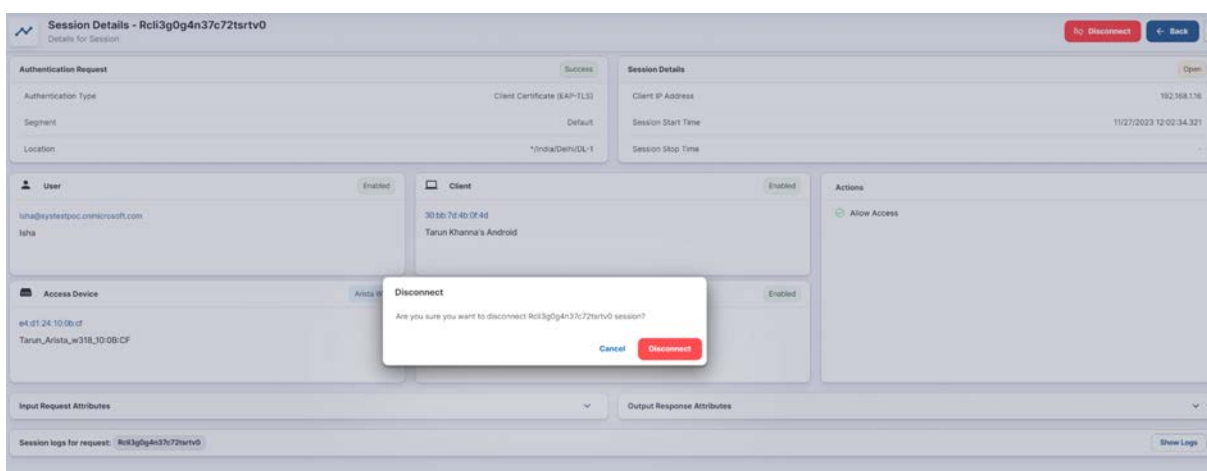 Session Details - Rcli3g0g4n37c72tsrtv0
Details for Session
Disconnect
Back
Authentication Request
Success
Authentication Type
Client Certificate (EAP-TLS)
Segment
Default
Location
*/India/Delhi/DL-1
Session Details
Open
Client IP Address
192.168.1.16
Session Start Time
11/27/2023 12:02:34.321
Session Stop Time
-
User
Enabled
Isha@systestpoc.onmicrosoft.com
Isha
Client
Enabled
30:bb:7d:4b:0f:4d
Tarun Khanna's Android
Actions
Allow Access
Access Device
Arista
e4:d1:24:10:0b:cf
Tarun_Arista_w318_10:0B:CF
Enabled
Disconnect
Are you sure you want to disconnect Rcli3g0g4n37c72tsrtv0 session?
Cancel
Disconnect
Input Request Attributes
Output Response Attributes
Session logs for request:
Rcli3g0g4n37c72tsrtv0
Show Logs